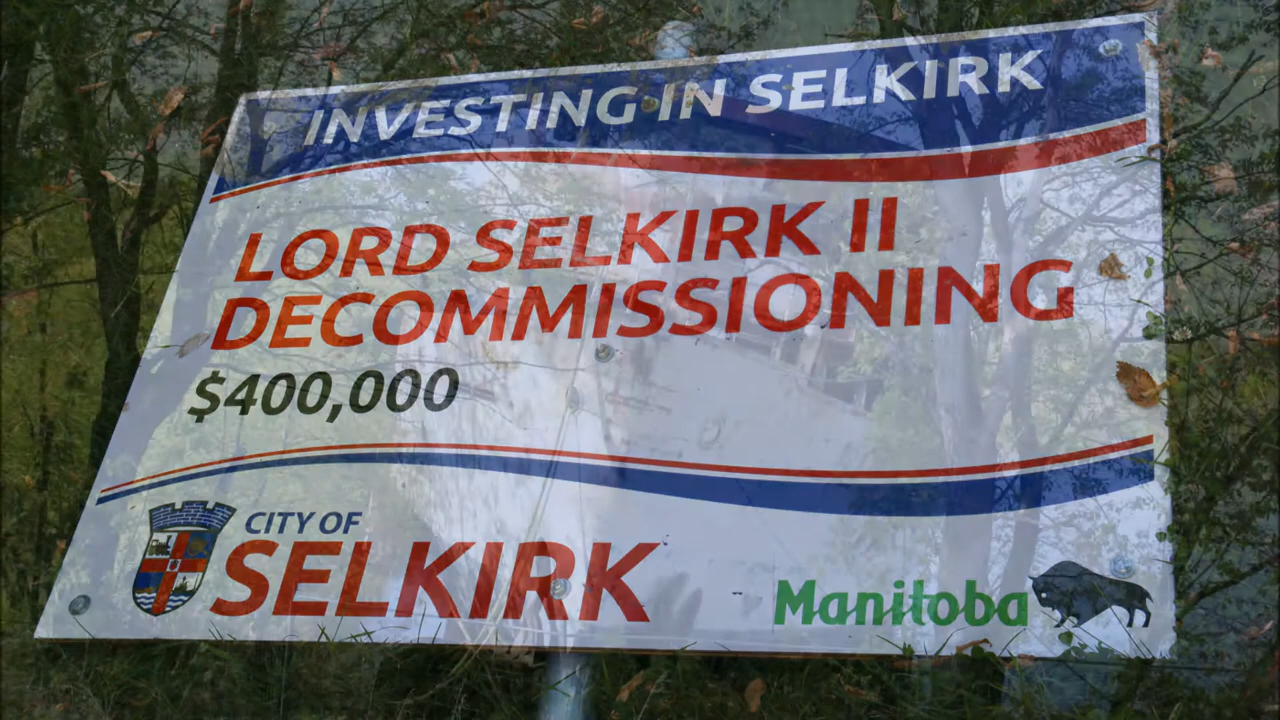 INVESTING IN SELKIRK
LORD SELKIRK II
DECOMMISSIONING
$400,000
CITY OF
SELKIRK
Manitoba